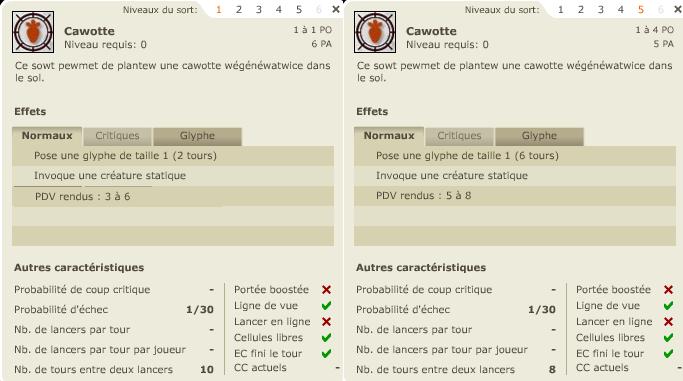 Niveaux du sort: 1 2 3 4 5 6
Cawotte
1 à 1 PO
Niveau requis: 0
6 PA
Ce sowt pewmet de plantew une cawotte wégénéwatwice dans
le sol.
Effets
Normaux Critiques Glyphe
Pose une glyphe de taille 1 (2 tours)
Invoque une créature statique
PDV rendus : 3 à 6
Autres caractéristiques
Probabilité de coup critique -
Probabilité d'échec 1/30
Nb. de lancers par tour -
Nb. de lancers par tour par joueur -
Nb. de tours entre deux lancers 10
Portée boostée
Ligne de vue
Lancer en ligne
Cellules libres
EC fini le tour
CC actuels -
Niveaux du sort: 1 2 3 4 5 6
Cawotte
1 à 4 PO
Niveau requis: 0
5 PA
Ce sowt pewmet de plantew une cawotte wégénéwatwice dans
le sol.
Effets
Normaux Critiques Glyphe
Pose une glyphe de taille 1 (6 tours)
Invoque une créature statique
PDV rendus : 5 à 8
Autres caractéristiques
Probabilité de coup critique -
Probabilité d'échec 1/30
Nb. de lancers par tour -
Nb. de lancers par tour par joueur -
Nb. de tours entre deux lancers 8
Portée boostée
Ligne de vue
Lancer en ligne
Cellules libres
EC fini le tour
CC actuels -